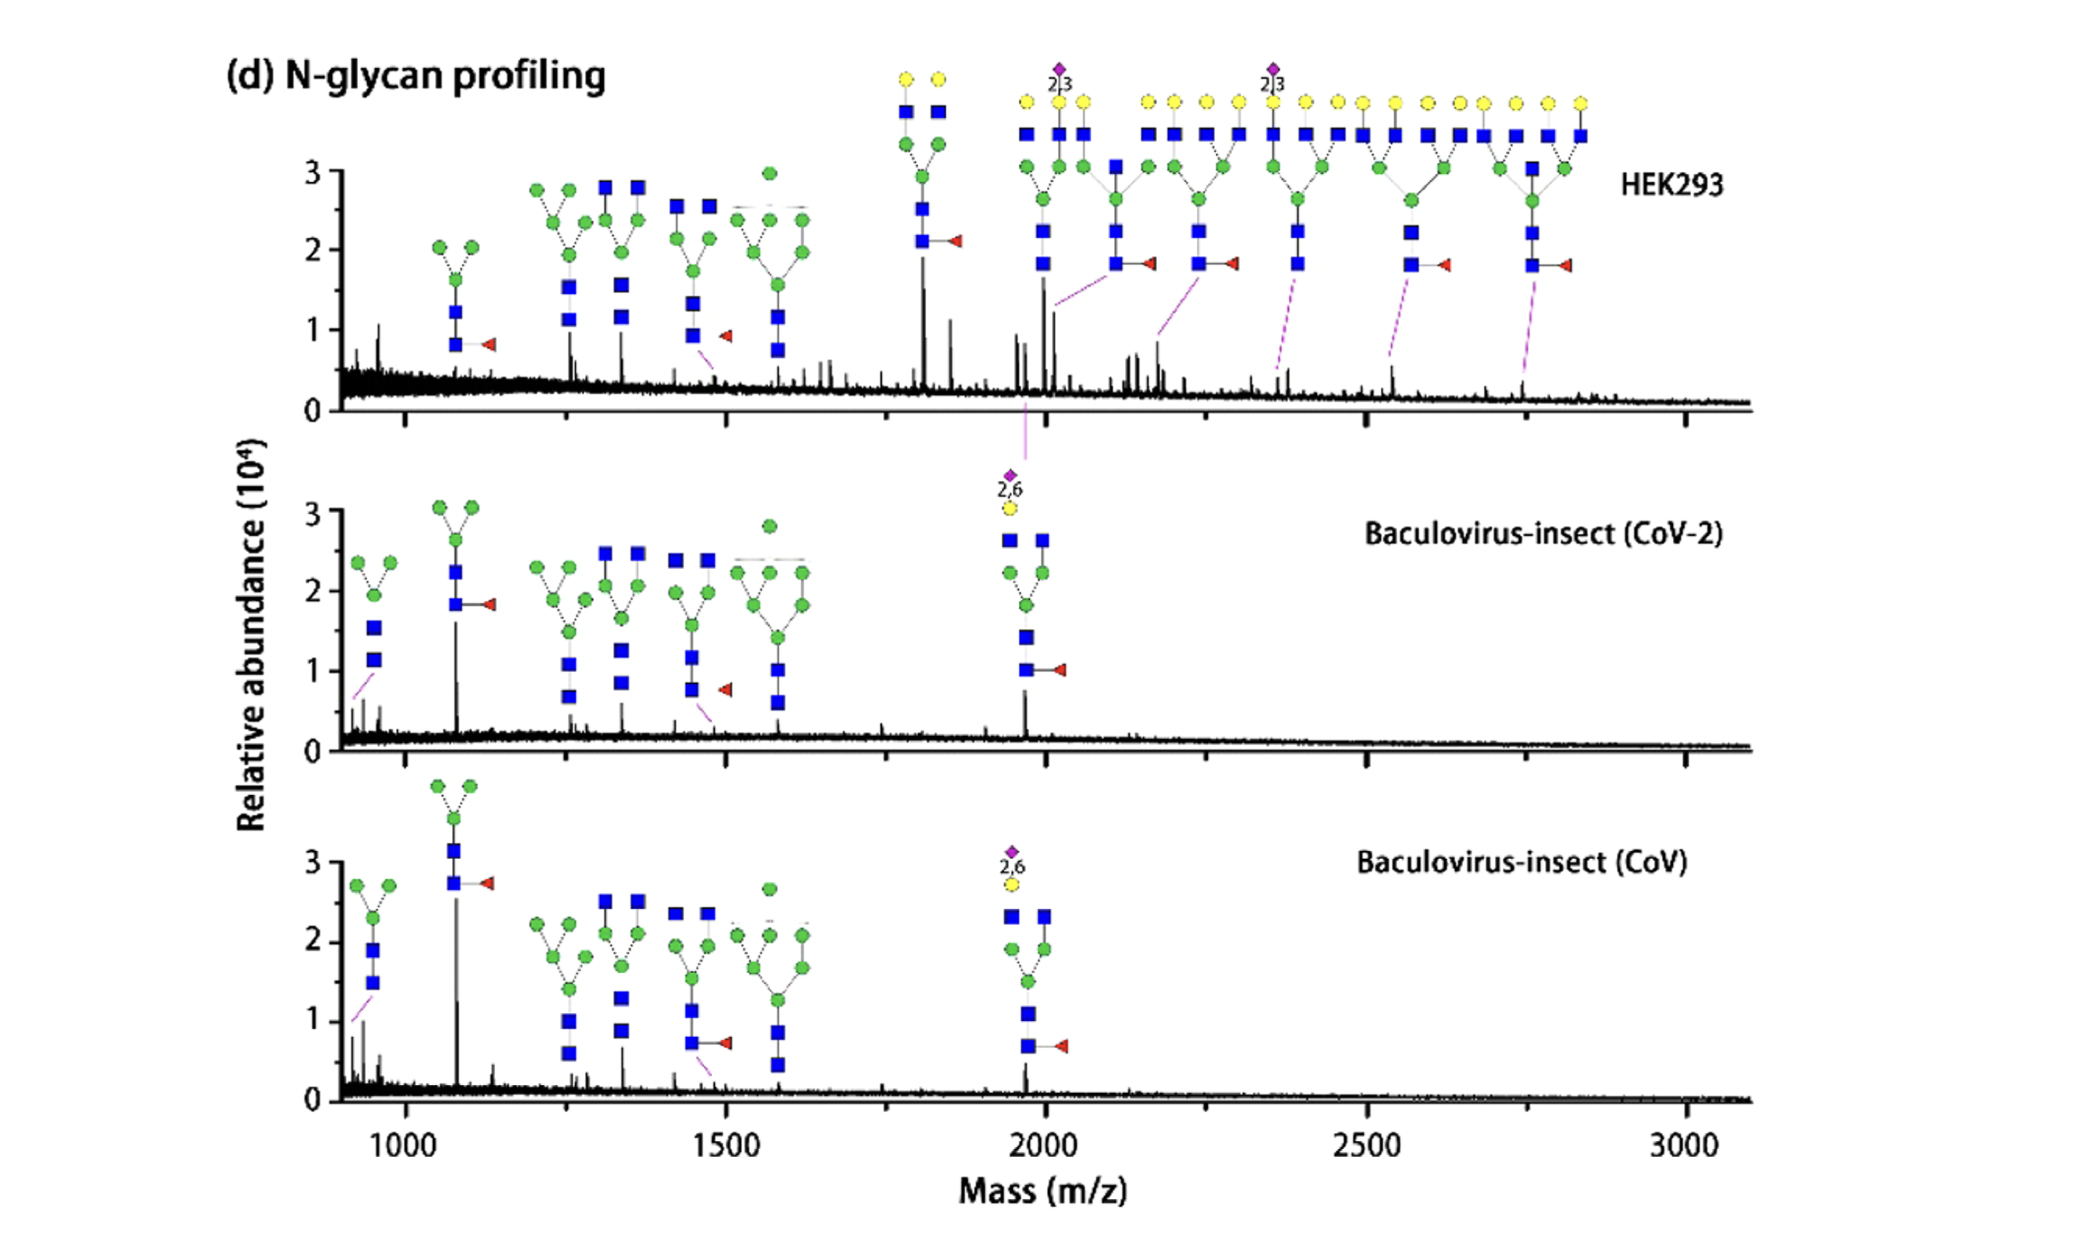 (d) N-glycan profiling
2,3
2,3
HEK293
3
2
1
0
Relative abundance (10⁴)
2,6
Baculovirus-insect (CoV-2)
3
2
1
0
2,6
Baculovirus-insect (CoV)
3
2
1
0
1000 1500 2000 2500 3000
Mass (m/z)